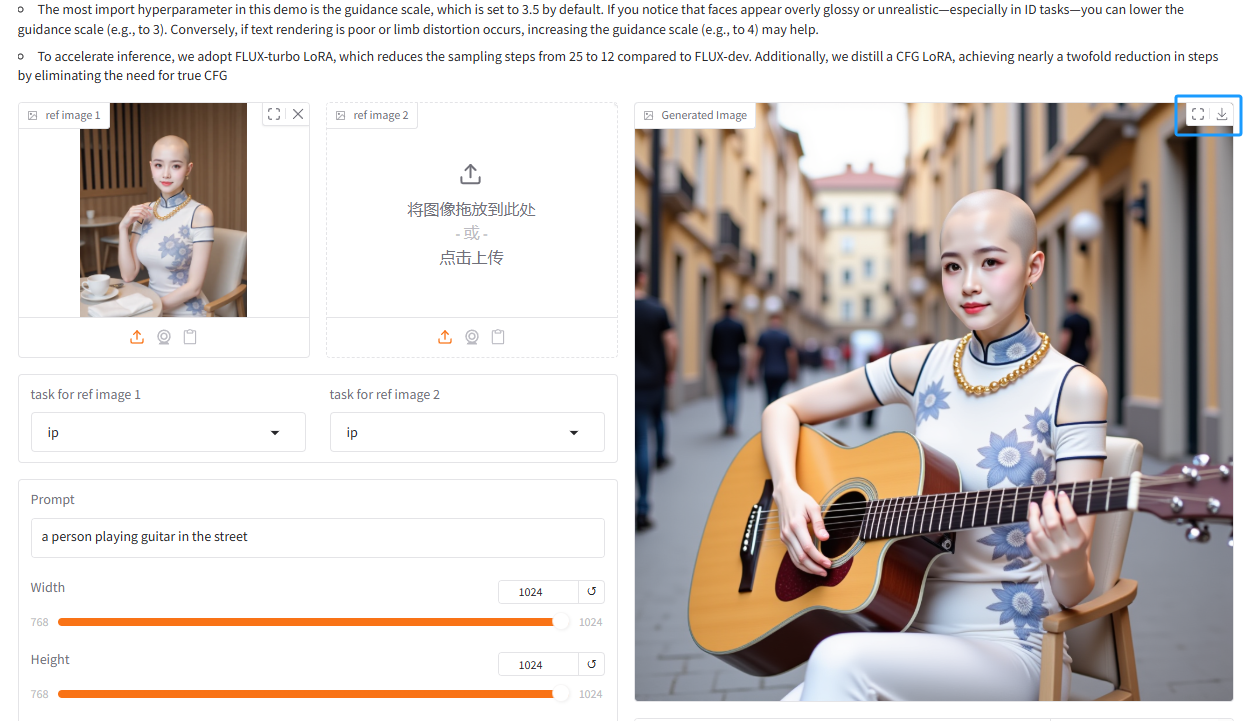 The most import hyperparameter in this demo is the guidance scale, which is set to 3.5 by default. If you notice that faces appear overly glossy or unrealistic—especially in ID tasks—you can lower the
guidance scale (e.g., to 3). Conversely, if text rendering is poor or limb distortion occurs, increasing the guidance scale (e.g., to 4) may help.
To accelerate inference, we adopt FLUX-turbo LoRA, which reduces the sampling steps from 25 to 12 compared to FLUX-dev. Additionally, we distill a CFG LoRA, achieving nearly a twofold reduction in steps
by eliminating the need for true CFG
ref image 1
ref image 2
将图像拖放到此处
- 或 -
点击上传
Generated Image
task for ref image 1
task for ref image 2
ip
ip
Prompt
a person playing guitar in the street
Width
1024
768
1024
Height
1024
768
1024